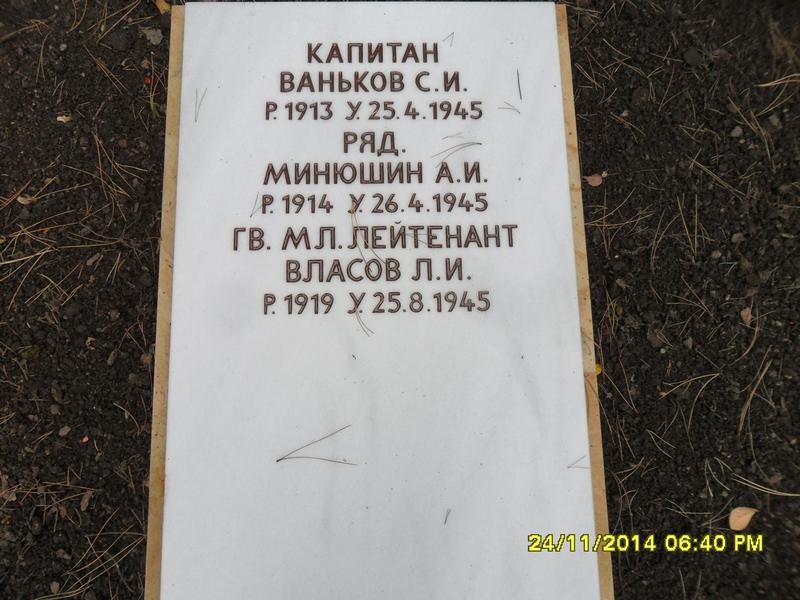 КАПИТАН
ВАНЬКОВ С.И.
Р. 1913 У. 25.4.1945
РЯД.
МИНЮШИН А.И.
Р. 1914 У. 26.4.1945
ГВ. МЛ. ЛЕЙТЕНАНТ
ВЛАСОВ Л.И.
Р. 1919 У. 25.8.1945
24/11/2014 06:40 PM